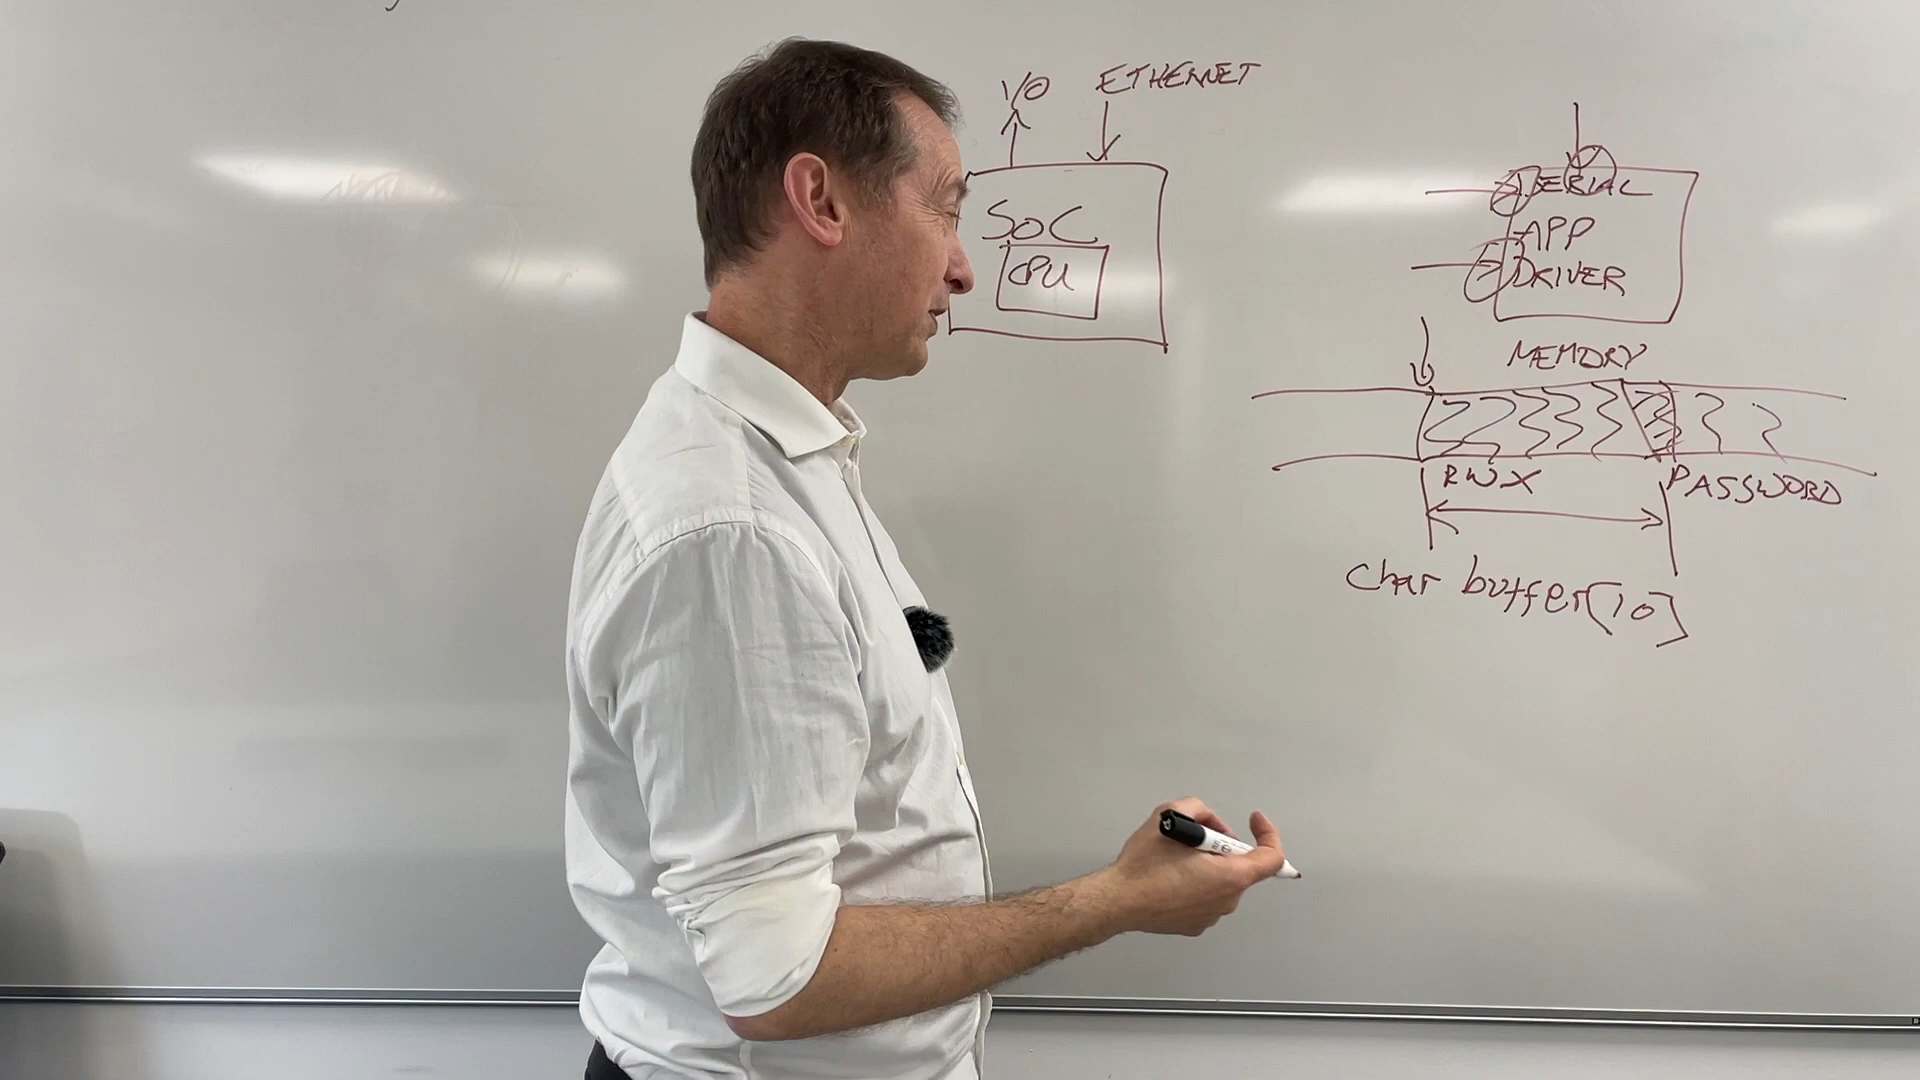 I/O
ETHERNET
SOC
CPU
SERIAL
APP
DRIVER
MEMORY
RWX
PASSWORD
char buffer[10]